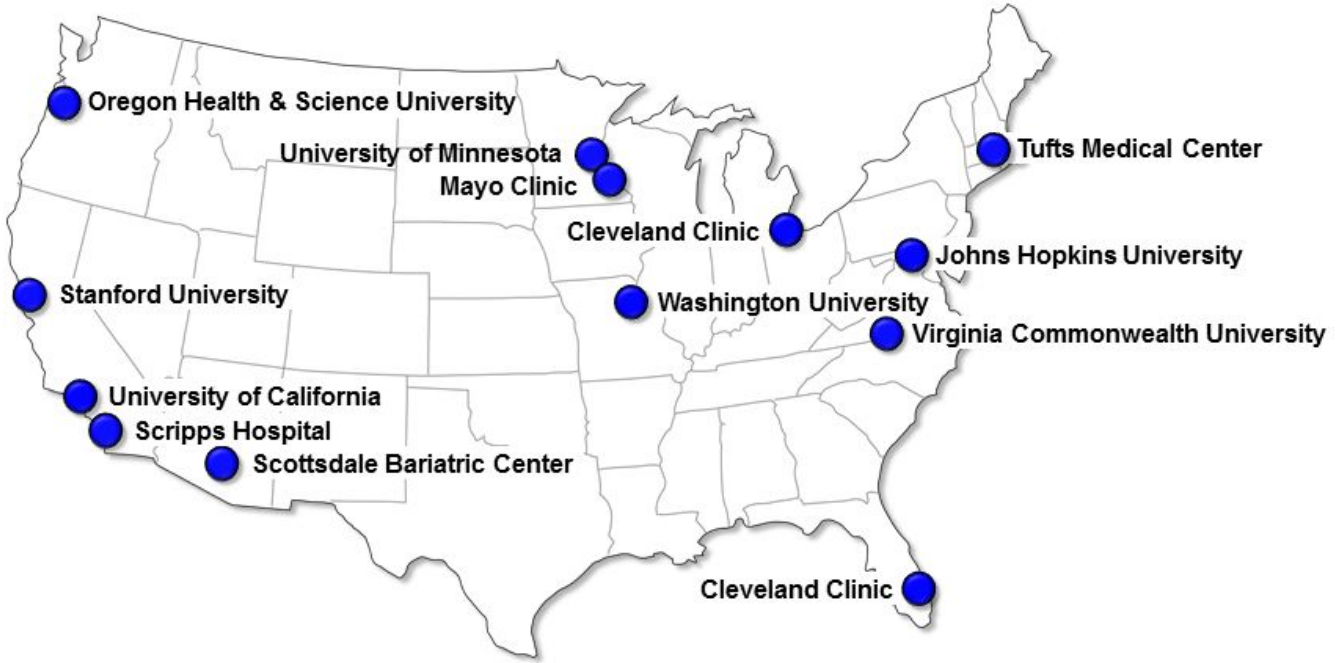 Oregon Health & Science University
University of Minnesota
Tufts Medical Center
Mayo Clinic
Cleveland Clinic
Johns Hopkins University
Stanford University
Washington University
Virginia Commonwealth University
University of California
Scripps Hospital
Scottsdale Bariatric Center
Cleveland Clinic